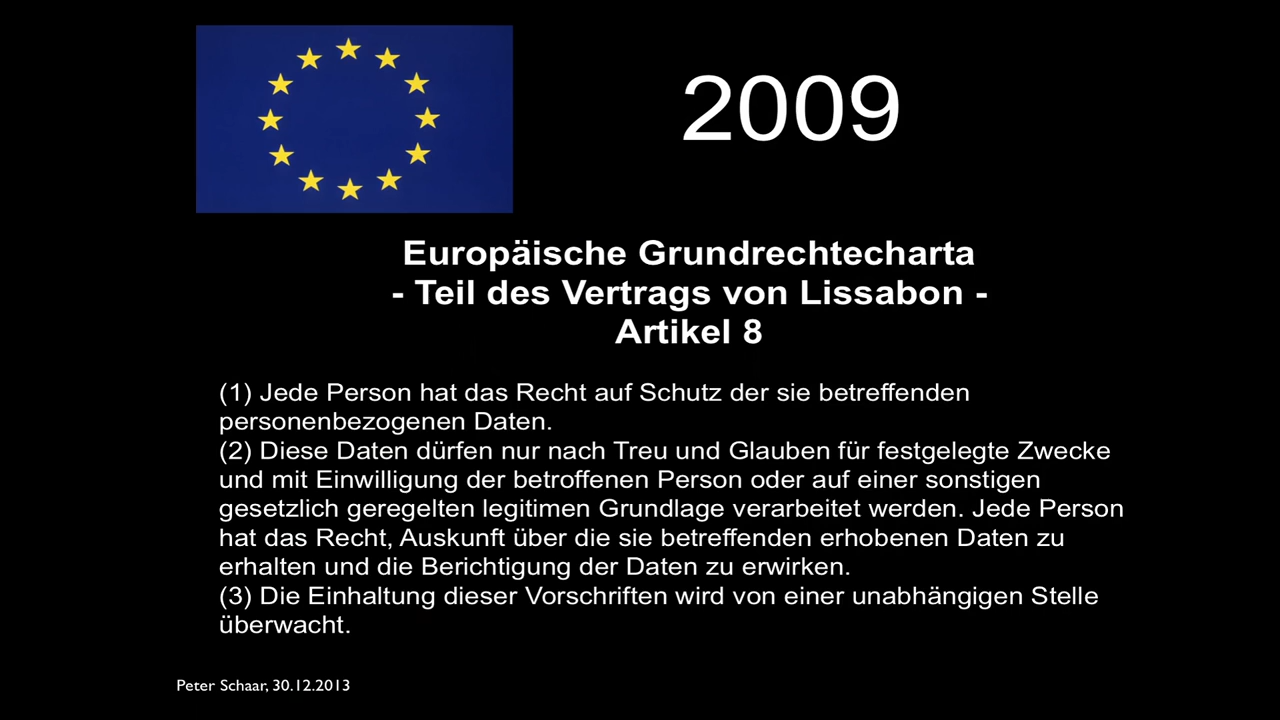 2009
Europäische Grundrechtecharta
- Teil des Vertrags von Lissabon -
Artikel 8
(1) Jede Person hat das Recht auf Schutz der sie betreffenden
personenbezogenen Daten.
(2) Diese Daten dürfen nur nach Treu und Glauben für festgelegte Zwecke
und mit Einwilligung der betroffenen Person oder auf einer sonstigen
gesetzlich geregelten legitimen Grundlage verarbeitet werden. Jede Person
hat das Recht, Auskunft über die sie betreffenden erhobenen Daten zu
erhalten und die Berichtigung der Daten zu erwirken.
(3) Die Einhaltung dieser Vorschriften wird von einer unabhängigen Stelle
überwacht.
Peter Schaar, 30.12.2013